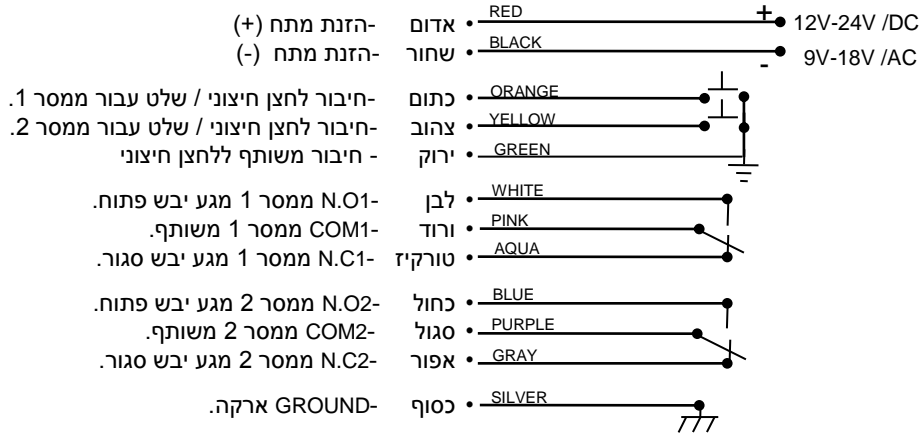 אדום -הזנת מתח (+) • RED + 12V-24V /DC
שחור -הזנת מתח (-) • BLACK - 9V-18V /AC
כתום -חיבור לחצן חיצוני / שלט עבור ממסר 1. • ORANGE
צהוב -חיבור לחצן חיצוני / שלט עבור ממסר 2. • YELLOW
ירוק - חיבור משותף ללחצן חיצוני • GREEN
לבן -N.O1 ממסר 1 מגע יבש פתוח. • WHITE
ורוד -COM1 ממסר 1 משותף. • PINK
טורקיז -N.C1 ממסר 1 מגע יבש סגור. • AQUA
כחול -N.O2 ממסר 2 מגע יבש פתוח. • BLUE
סגול -COM2 ממסר 2 משותף. • PURPLE
אפור -N.C2 ממסר 2 מגע יבש סגור. • GRAY
כסוף -GROUND ארקה. • SILVER